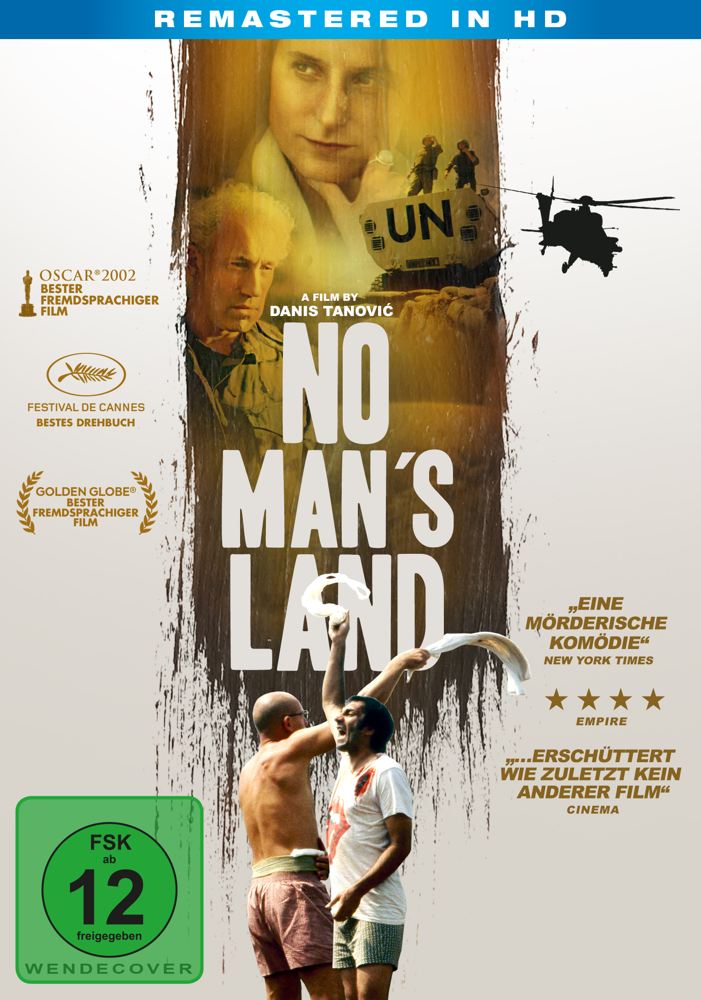 REMASTERED IN HD
UN
OSCAR®2002
BESTER
FREMDSPRACHIGER
FILM
A FILM BY
DANIS TANOVIĆ
NO
MAN´S
LAND
FESTIVAL DE CANNES
BESTES DREHBUCH
GOLDEN GLOBE®
BESTER
FREMDSPRACHIGER
FILM
„EINE
MÖRDERISCHE
KOMÖDIE“
NEW YORK TIMES
★ ★ ★ ★
EMPIRE
„...ERSCHÜTTERT
WIE ZULETZT KEIN
ANDERER FILM“
CINEMA
FSK
ab
12
freigegeben
WENDECOVER